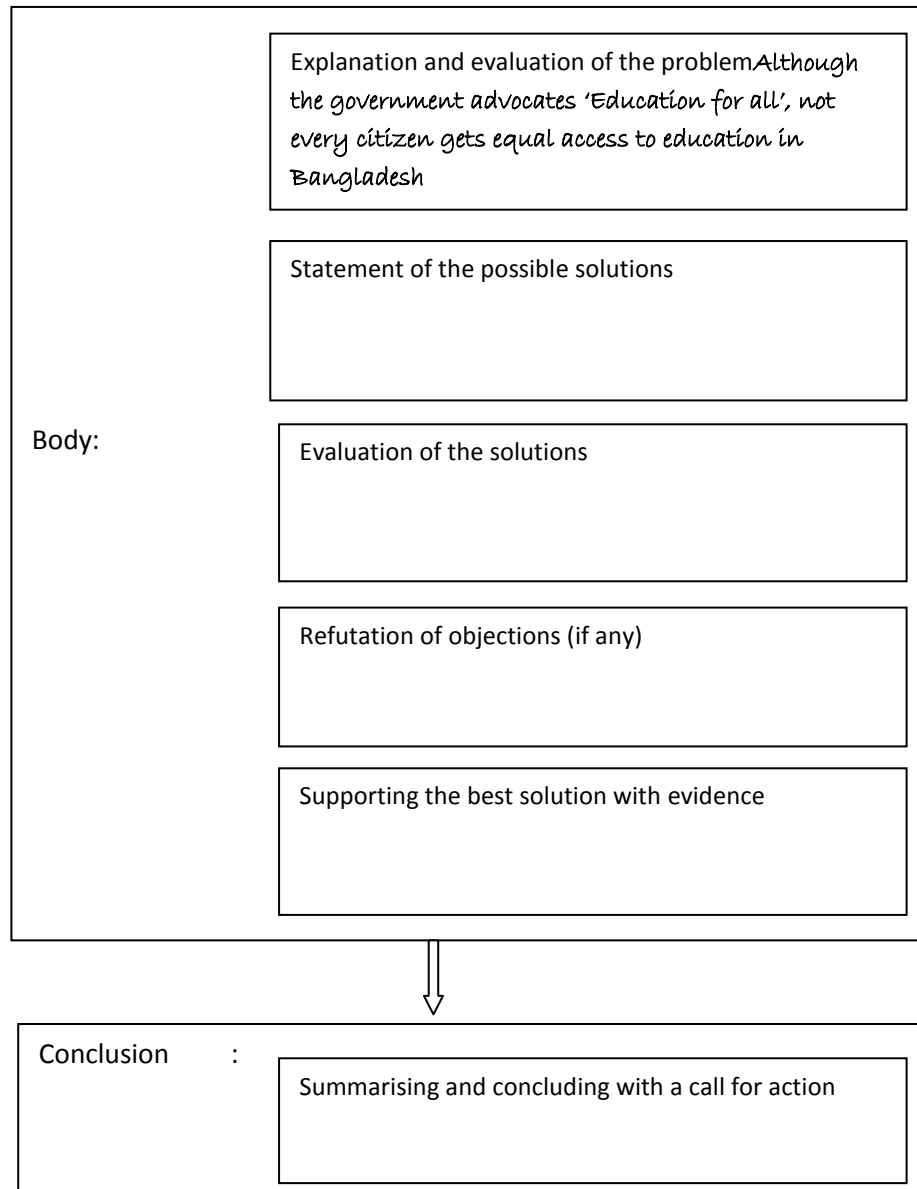 Explanation and evaluation of the problemAlthough
the government advocates ‘Education for all’, not
every citizen gets equal access to education in
Bangladesh
Statement of the possible solutions
Body:
Evaluation of the solutions
Refutation of objections (if any)
Supporting the best solution with evidence
Conclusion :
Summarising and concluding with a call for action